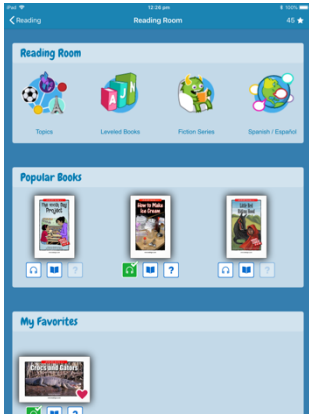 iPad 12:26 pm 100%
Reading Reading Room 45
Reading Room
Topics Leveled Books Fiction Series Spanish / Español
Popular Books
Project
How to Make
Ice Cream
Little Red
Riding Hood
? ? ?
My Favorites
Crocs and Gators
?